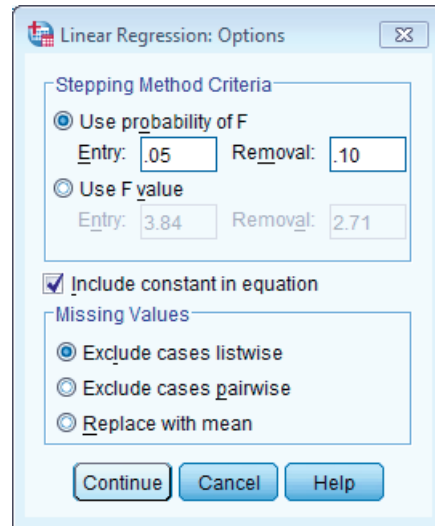 Linear Regression: Options
Stepping Method Criteria
Use probability of F
Entry: .05 Removal: .10
Use F value
Entry: 3.84 Removal: 2.71
Include constant in equation
Missing Values
Exclude cases listwise
Exclude cases pairwise
Replace with mean
Continue Cancel Help